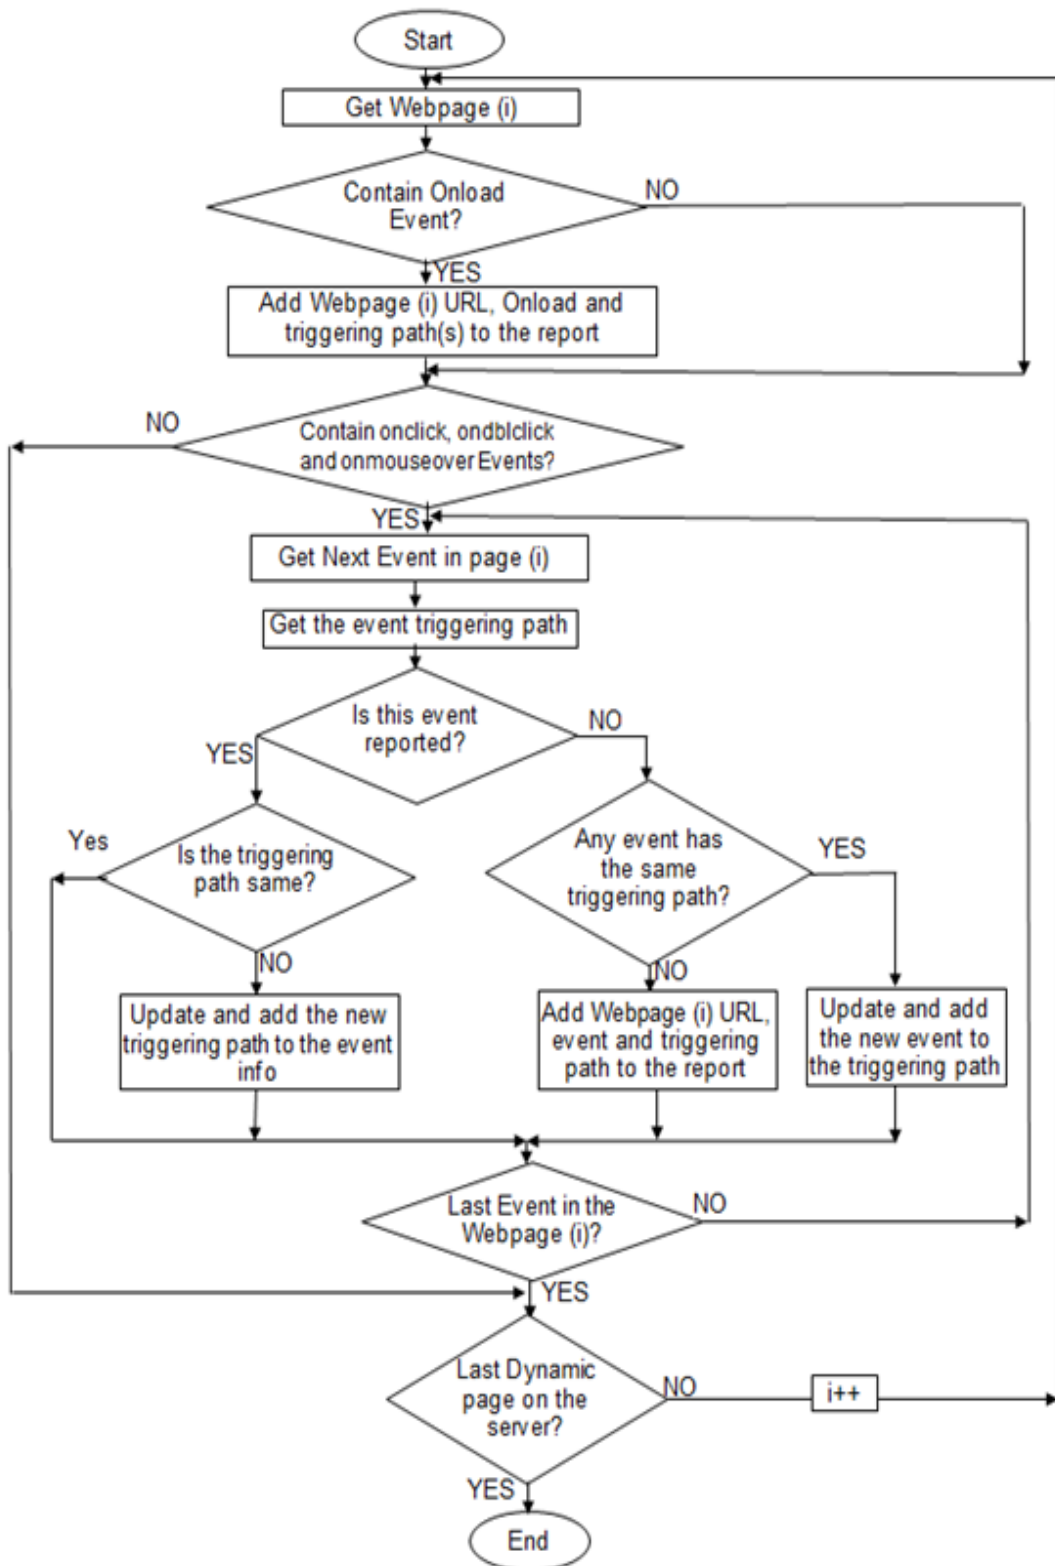 Start
Get Webpage (i)
Contain Onload
Event?
NO
YES
Add Webpage (i) URL, Onload and
triggering path(s) to the report
NO
Contain onclick, ondblclick
and onmouseover Events?
YES
Get Next Event in page (i)
Get the event triggering path
Is this event
reported?
NO
YES
Yes
Is the triggering
path same?
Any event has
the same
triggering path?
YES
NO
NO
Update and add the new
triggering path to the event
info
Add Webpage (i) URL,
event and triggering
path to the report
Update and add
the new event to
the triggering path
Last Event in the
Webpage (i)?
NO
YES
Last Dynamic
page on the
server?
NO
i++
YES
End